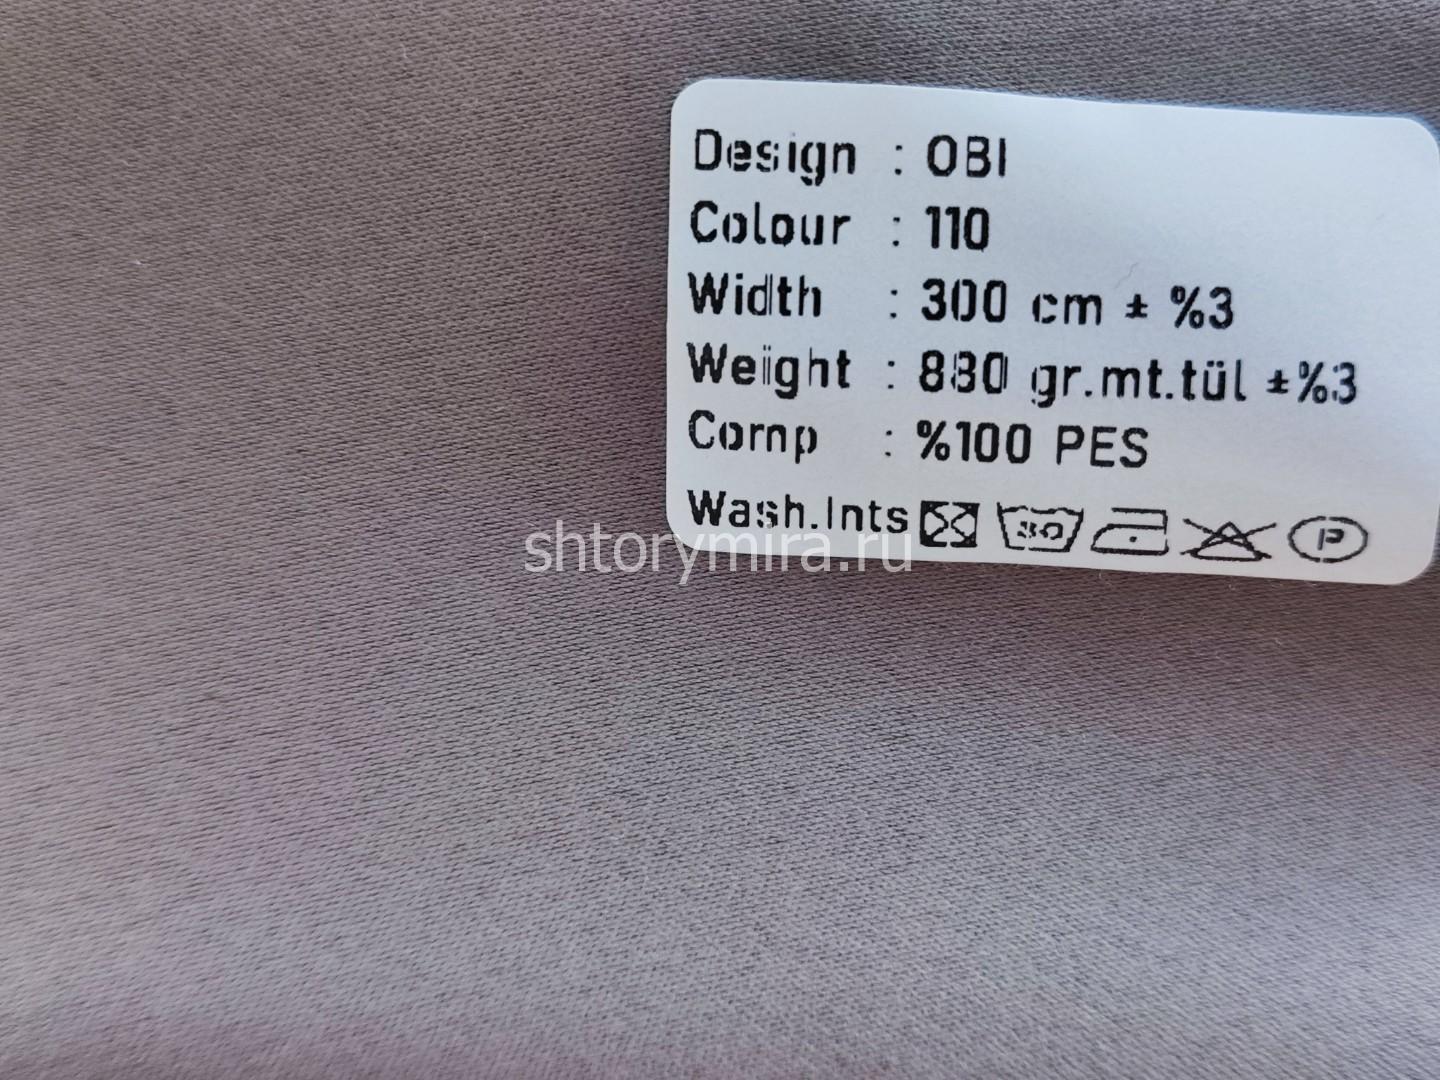 Design : OBI
Colour : 110
Width : 300 cm ± %3
Weight : 880 gr.mt.tül ±%3
Comp : %100 PES
Wash.Ints 30 P
shtorymira.ru